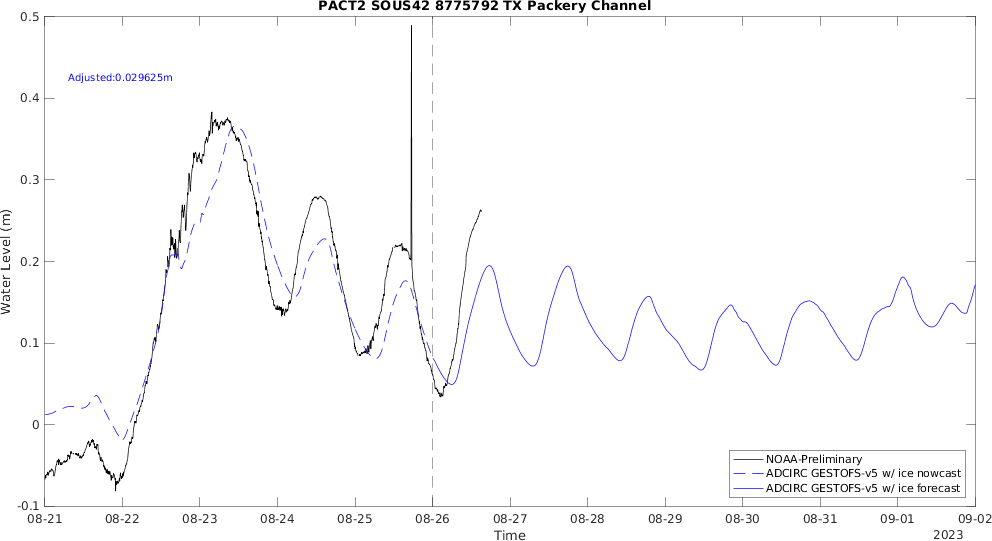 PACT2 SOUS42 8775792 TX Packery Channel
0.5
Adjusted:0.029625m
0.4
0.3
0.2
0.1
0
-0.1
Water Level (m)
NOAA-Preliminary
ADCIRC GESTOFS-v5 w/ ice nowcast
ADCIRC GESTOFS-v5 w/ ice forecast
08-21 08-22 08-23 08-24 08-25 08-26 08-27 08-28 08-29 08-30 08-31 09-01 09-02
Time
2023